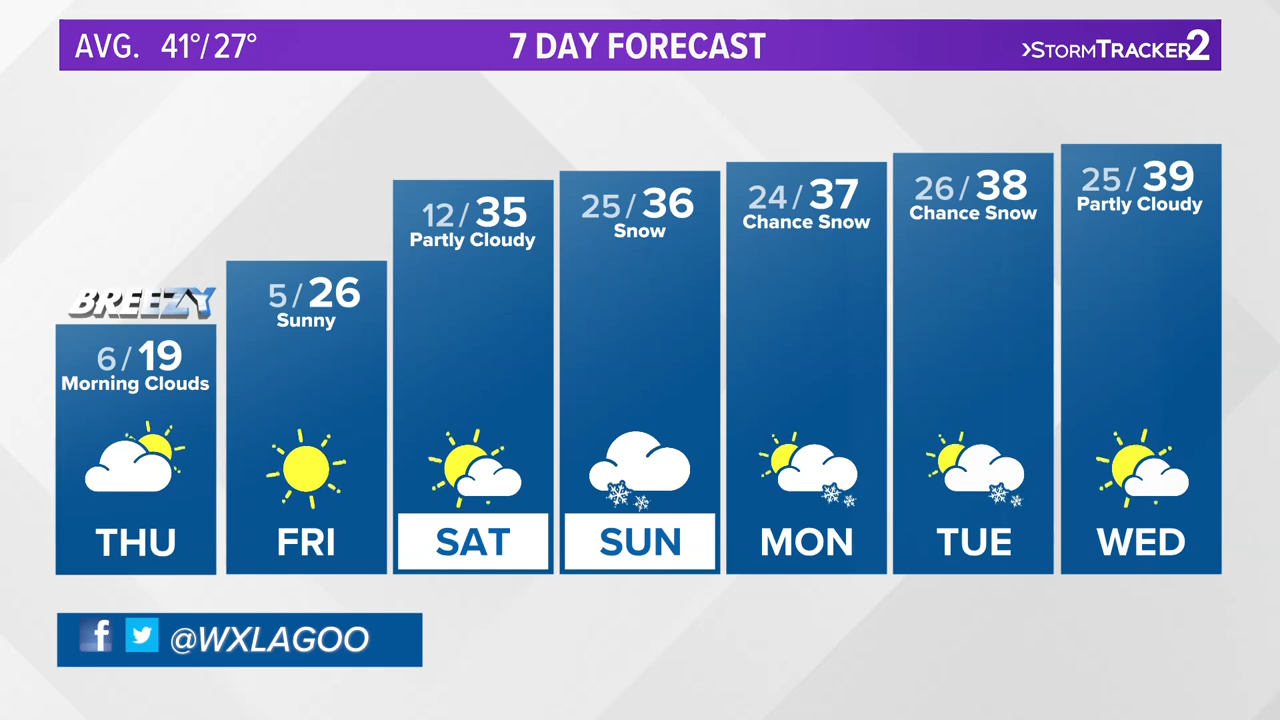 AVG. 41°/27°
7 DAY FORECAST
STORMTRACKER2
BREEZY
6/19
Morning Clouds
THU
5/26
Sunny
FRI
12/35
Partly Cloudy
SAT
25/36
Snow
SUN
24/37
Chance Snow
MON
26/38
Chance Snow
TUE
25/39
Partly Cloudy
WED
f
@WXLAGOO